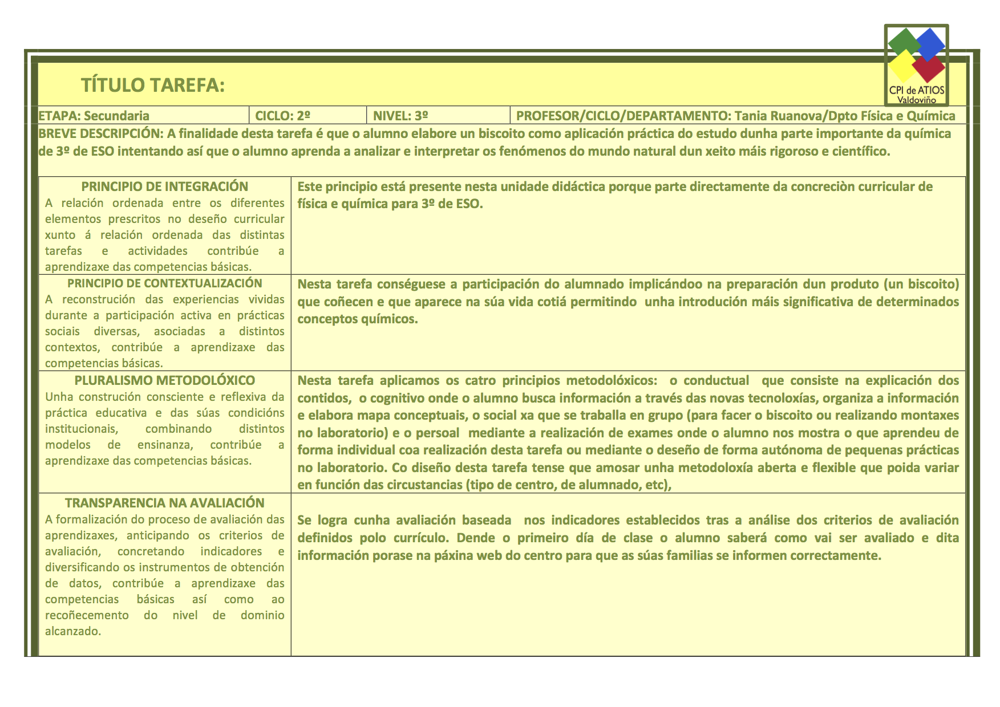 CPI de ATIOS
Valdoviño
TÍTULO TAREFA:
ETAPA: Secundaria
CICLO: 2º
NIVEL: 3º
PROFESOR/CICLO/DEPARTAMENTO: Tania Ruanova/Dpto Física e Química
BREVE DESCRIPCIÓN: A finalidade desta tarefa é que o alumno elabore un biscoito como aplicación práctica do estudo dunha parte importante da química
de 3º de ESO intentando así que o alumno aprenda a analizar e interpretar os fenómenos do mundo natural dun xeito máis rigoroso e científico.
PRINCIPIO DE INTEGRACIÓN
A relación ordenada entre os diferentes
elementos prescritos no deseño curricular
xunto á relación ordenada das distintas
tarefas e actividades contribúe a
aprendizaxe das competencias básicas.
Este principio está presente nesta unidade didáctica porque parte directamente da concreciòn curricular de
física e química para 3º de ESO.
PRINCIPIO DE CONTEXTUALIZACIÓN
A reconstrución das experiencias vividas
durante a participación activa en prácticas
sociais diversas, asociadas a distintos
contextos, contribúe a aprendizaxe das
competencias básicas.
Nesta tarefa conséguese a participación do alumnado implicándoo na preparación dun produto (un biscoito)
que coñecen e que aparece na súa vida cotiá permitindo unha introdución máis significativa de determinados
conceptos químicos.
PLURALISMO METODOLÓXICO
Unha construción consciente e reflexiva da
práctica educativa e das súas condicións
institucionais, combinando distintos
modelos de ensinanza, contribúe a
aprendizaxe das competencias básicas.
Nesta tarefa aplicamos os catro principios metodolóxicos: o conductual que consiste na explicación dos
contidos, o cognitivo onde o alumno busca información a través das novas tecnoloxías, organiza a información
e elabora mapa conceptuais, o social xa que se traballa en grupo (para facer o biscoito ou realizando montaxes
no laboratorio) e o persoal mediante a realización de exames onde o alumno nos mostra o que aprendeu de
forma individual coa realización desta tarefa ou mediante o deseño de forma autónoma de pequenas prácticas
no laboratorio. Co diseño desta tarefa tense que amosar unha metodoloxía aberta e flexible que poida variar
en función das circustancias (tipo de centro, de alumnado, etc),
TRANSPARENCIA NA AVALIACIÓN
A formalización do proceso de avaliación das
aprendizaxes, anticipando os criterios de
avaliación, concretando indicadores e
diversificando os instrumentos de obtención
de datos, contribúe a aprendizaxe das
competencias básicas así como ao
recoñecemento do nivel de dominio
alcanzado.
Se logra cunha avaliación baseada nos indicadores establecidos tras a análise dos criterios de avaliación
definidos polo currículo. Dende o primeiro día de clase o alumno saberá como vai ser avaliado e dita
información porase na páxina web do centro para que as súas familias se informen correctamente.